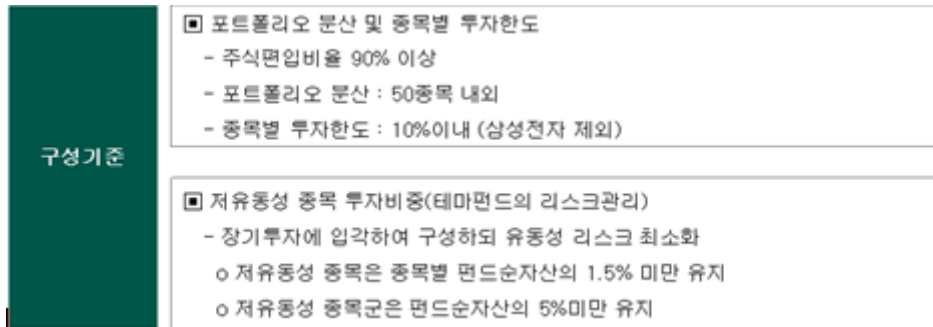 구성기준
▣ 포트폴리오 분산 및 종목별 투자한도
- 주식편입비율 90% 이상
- 포트폴리오 분산 : 50종목 내외
- 종목별 투자한도 : 10%이내 (삼성전자 제외)
▣ 저유동성 종목 투자비중(테마펀드의 리스크관리)
- 장기투자에 입각하여 구성하되 유동성 리스크 최소화
o 저유동성 종목은 종목별 펀드순자산의 1.5% 미만 유지
o 저유동성 종목군은 펀드순자산의 5%미만 유지